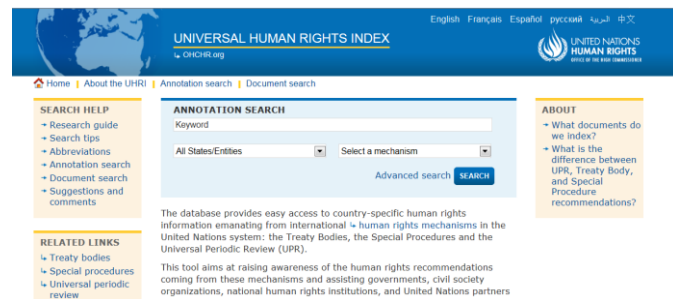 English Français Español русский العربية 中文
UNIVERSAL HUMAN RIGHTS INDEX
OHCHR.org
UNITED NATIONS
HUMAN RIGHTS
OFFICE OF THE HIGH COMMISSIONER
Home | About the UHRI | Annotation search | Document search
SEARCH HELP
Research guide
Search tips
Abbreviations
Annotation search
Document search
Suggestions and
comments
RELATED LINKS
Treaty bodies
Special procedures
Universal periodic
review
ANNOTATION SEARCH
Keyword
All States/Entities Select a mechanism
Advanced search SEARCH
The database provides easy access to country-specific human rights
information emanating from international human rights mechanisms in the
United Nations system: the Treaty Bodies, the Special Procedures and the
Universal Periodic Review (UPR).
This tool aims at raising awareness of the human rights recommendations
coming from these mechanisms and assisting governments, civil society
organizations, national human rights institutions, and United Nations partners
ABOUT
What documents do
we index?
What is the
difference between
UPR, Treaty Body,
and Special
Procedure
recommendations?